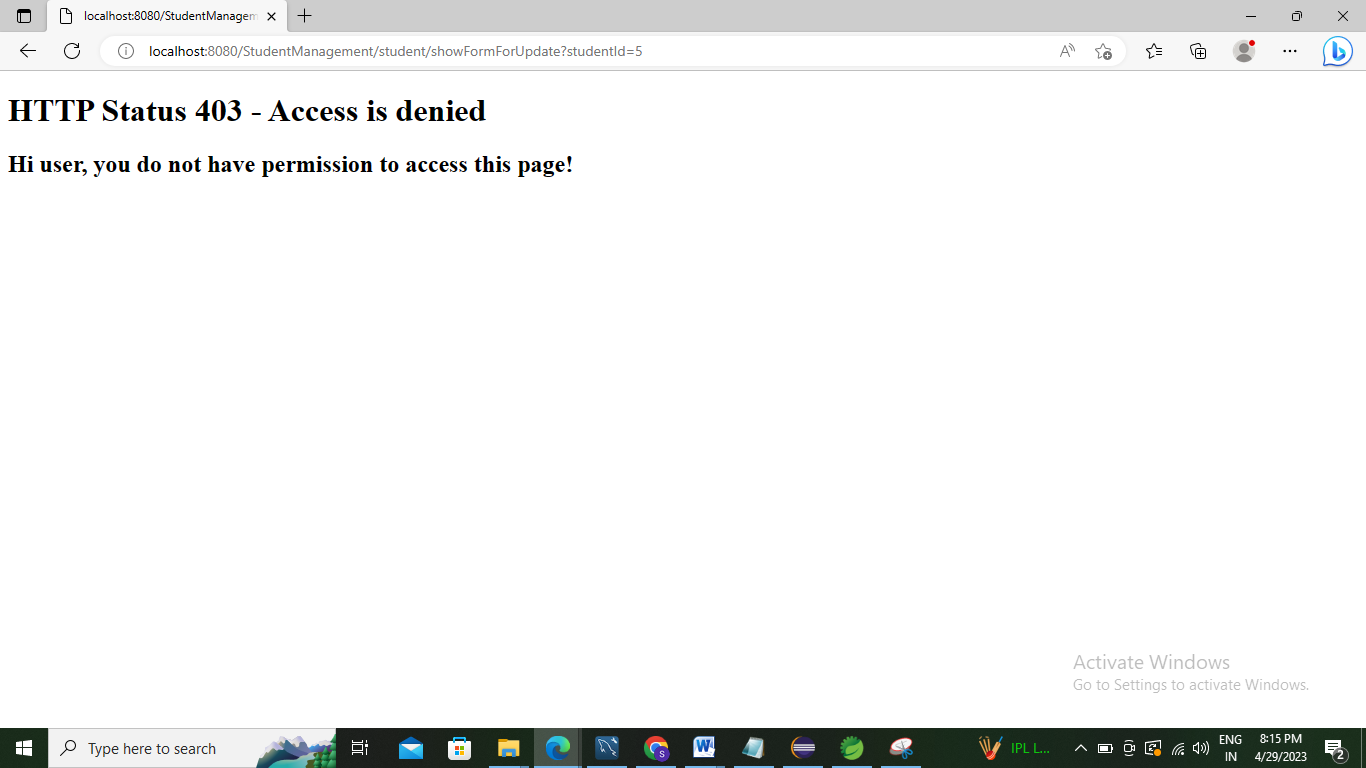 localhost:8080/StudentManagem
localhost:8080/StudentManagement/student/showFormForUpdate?studentId=5
HTTP Status 403 - Access is denied
Hi user, you do not have permission to access this page!
Activate Windows
Go to Settings to activate Windows.
Type here to search
IPL L...
ENG
IN
8:15 PM
4/29/2023
2